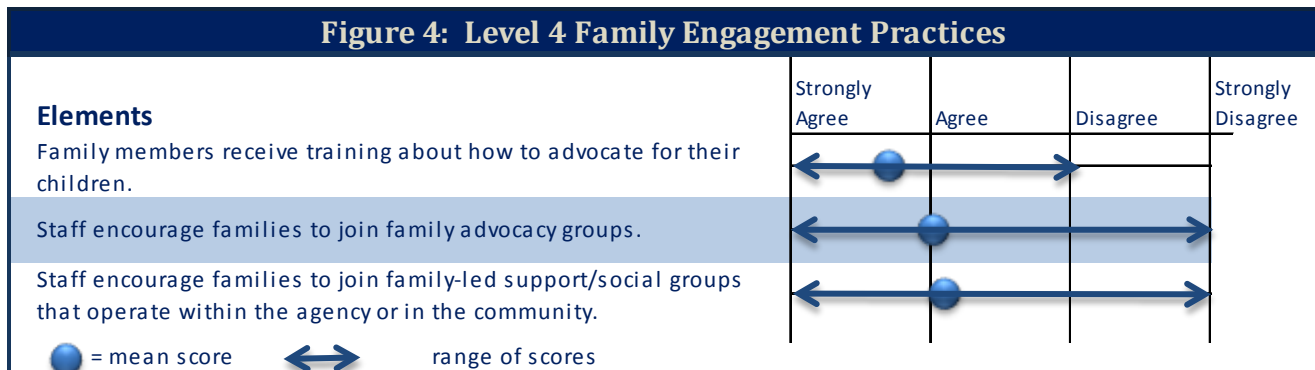 Figure 4: Level 4 Family Engagement Practices
Strongly
Agree
Agree
Disagree
Strongly
Disagree
Elements
Family members receive training about how to advocate for their
children.
Staff encourage families to join family advocacy groups.
Staff encourage families to join family-led support/social groups
that operate within the agency or in the community.
= mean score range of scores